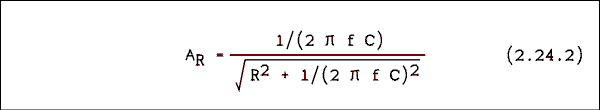 A_R = 1/(2 π f C) / √(R² + 1/(2 π f C)²) (2.24.2)